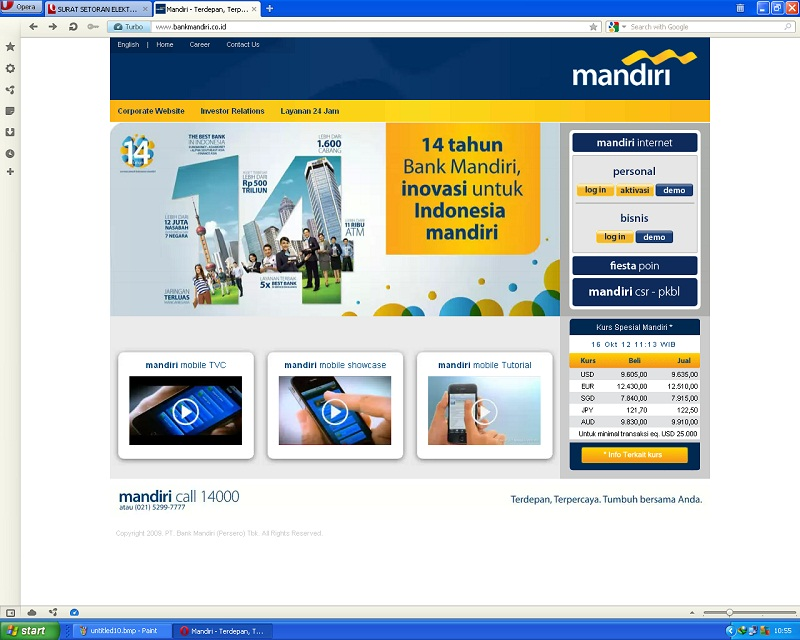 Opera
SURAT SETORAN ELEKT...
Mandiri - Terdepan, Terp...
Turbo
www.bankmandiri.co.id
Search with Google
English | Home Career Contact Us
mandiri
Corporate Website Investor Relations Layanan 24 Jam
14
THE BEST BANK
IN INDONESIA
LEBIH DARI
1.600
CABANG
LEBIH DARI
Rp 500
TRILIUN
LEBIH DARI
12 JUTA
NASABAH
7 NEGARA
LEBIH DARI
11 RIBU
ATM
LAYANAN TERBAIK
5x BEST BANK
JARINGAN
TERLUAS
14
14 tahun
Bank Mandiri,
inovasi untuk
Indonesia
mandiri
mandiri internet
personal
log in aktivasi demo
bisnis
log in demo
fiesta poin
mandiri csr - pkbl
mandiri mobile TVC
mandiri mobile showcase
mandiri mobile Tutorial
Kurs Spesial Mandiri *
16 Okt 12 11:13 WIB
Kurs Beli Jual
USD 9.605,00 9.635,00
EUR 12.430,00 12.510,00
SGD 7.840,00 7.915,00
JPY 121,70 122,50
AUD 9.830,00 9.910,00
Untuk minimal transaksi eq. USD 25.000
* Info Terkait kurs
mandiri call 14000
atau (021) 5299-7777
Terdepan, Terpercaya. Tumbuh bersama Anda.
Copyright 2009. PT. Bank Mandiri (Persero) Tbk. All Rights Reserved.
start
untitled10.bmp - Paint
Mandiri - Terdepan, T...
10:55